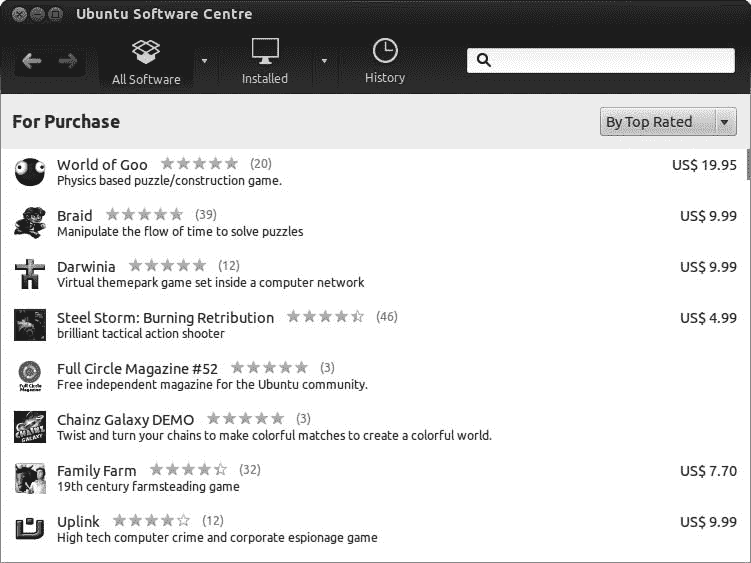 Ubuntu Software Centre
All Software
Installed
History
For Purchase
By Top Rated
World of Goo (20) US$ 19.95
Physics based puzzle/construction game.
Braid (39) US$ 9.99
Manipulate the flow of time to solve puzzles
Darwinia (12) US$ 9.99
Virtual themepark game set inside a computer network
Steel Storm: Burning Retribution (46) US$ 4.99
brilliant tactical action shooter
Full Circle Magazine #52 (3)
Full Circle
Magazine
Free independent magazine for the Ubuntu community.
Chainz Galaxy DEMO (3)
CHAINZ
GALAXY
Twist and turn your chains to make colorful matches to create a colorful world.
Family Farm (32) US$ 7.70
19th century farmsteading game
Uplink (12) US$ 9.99
High tech computer crime and corporate espionage game